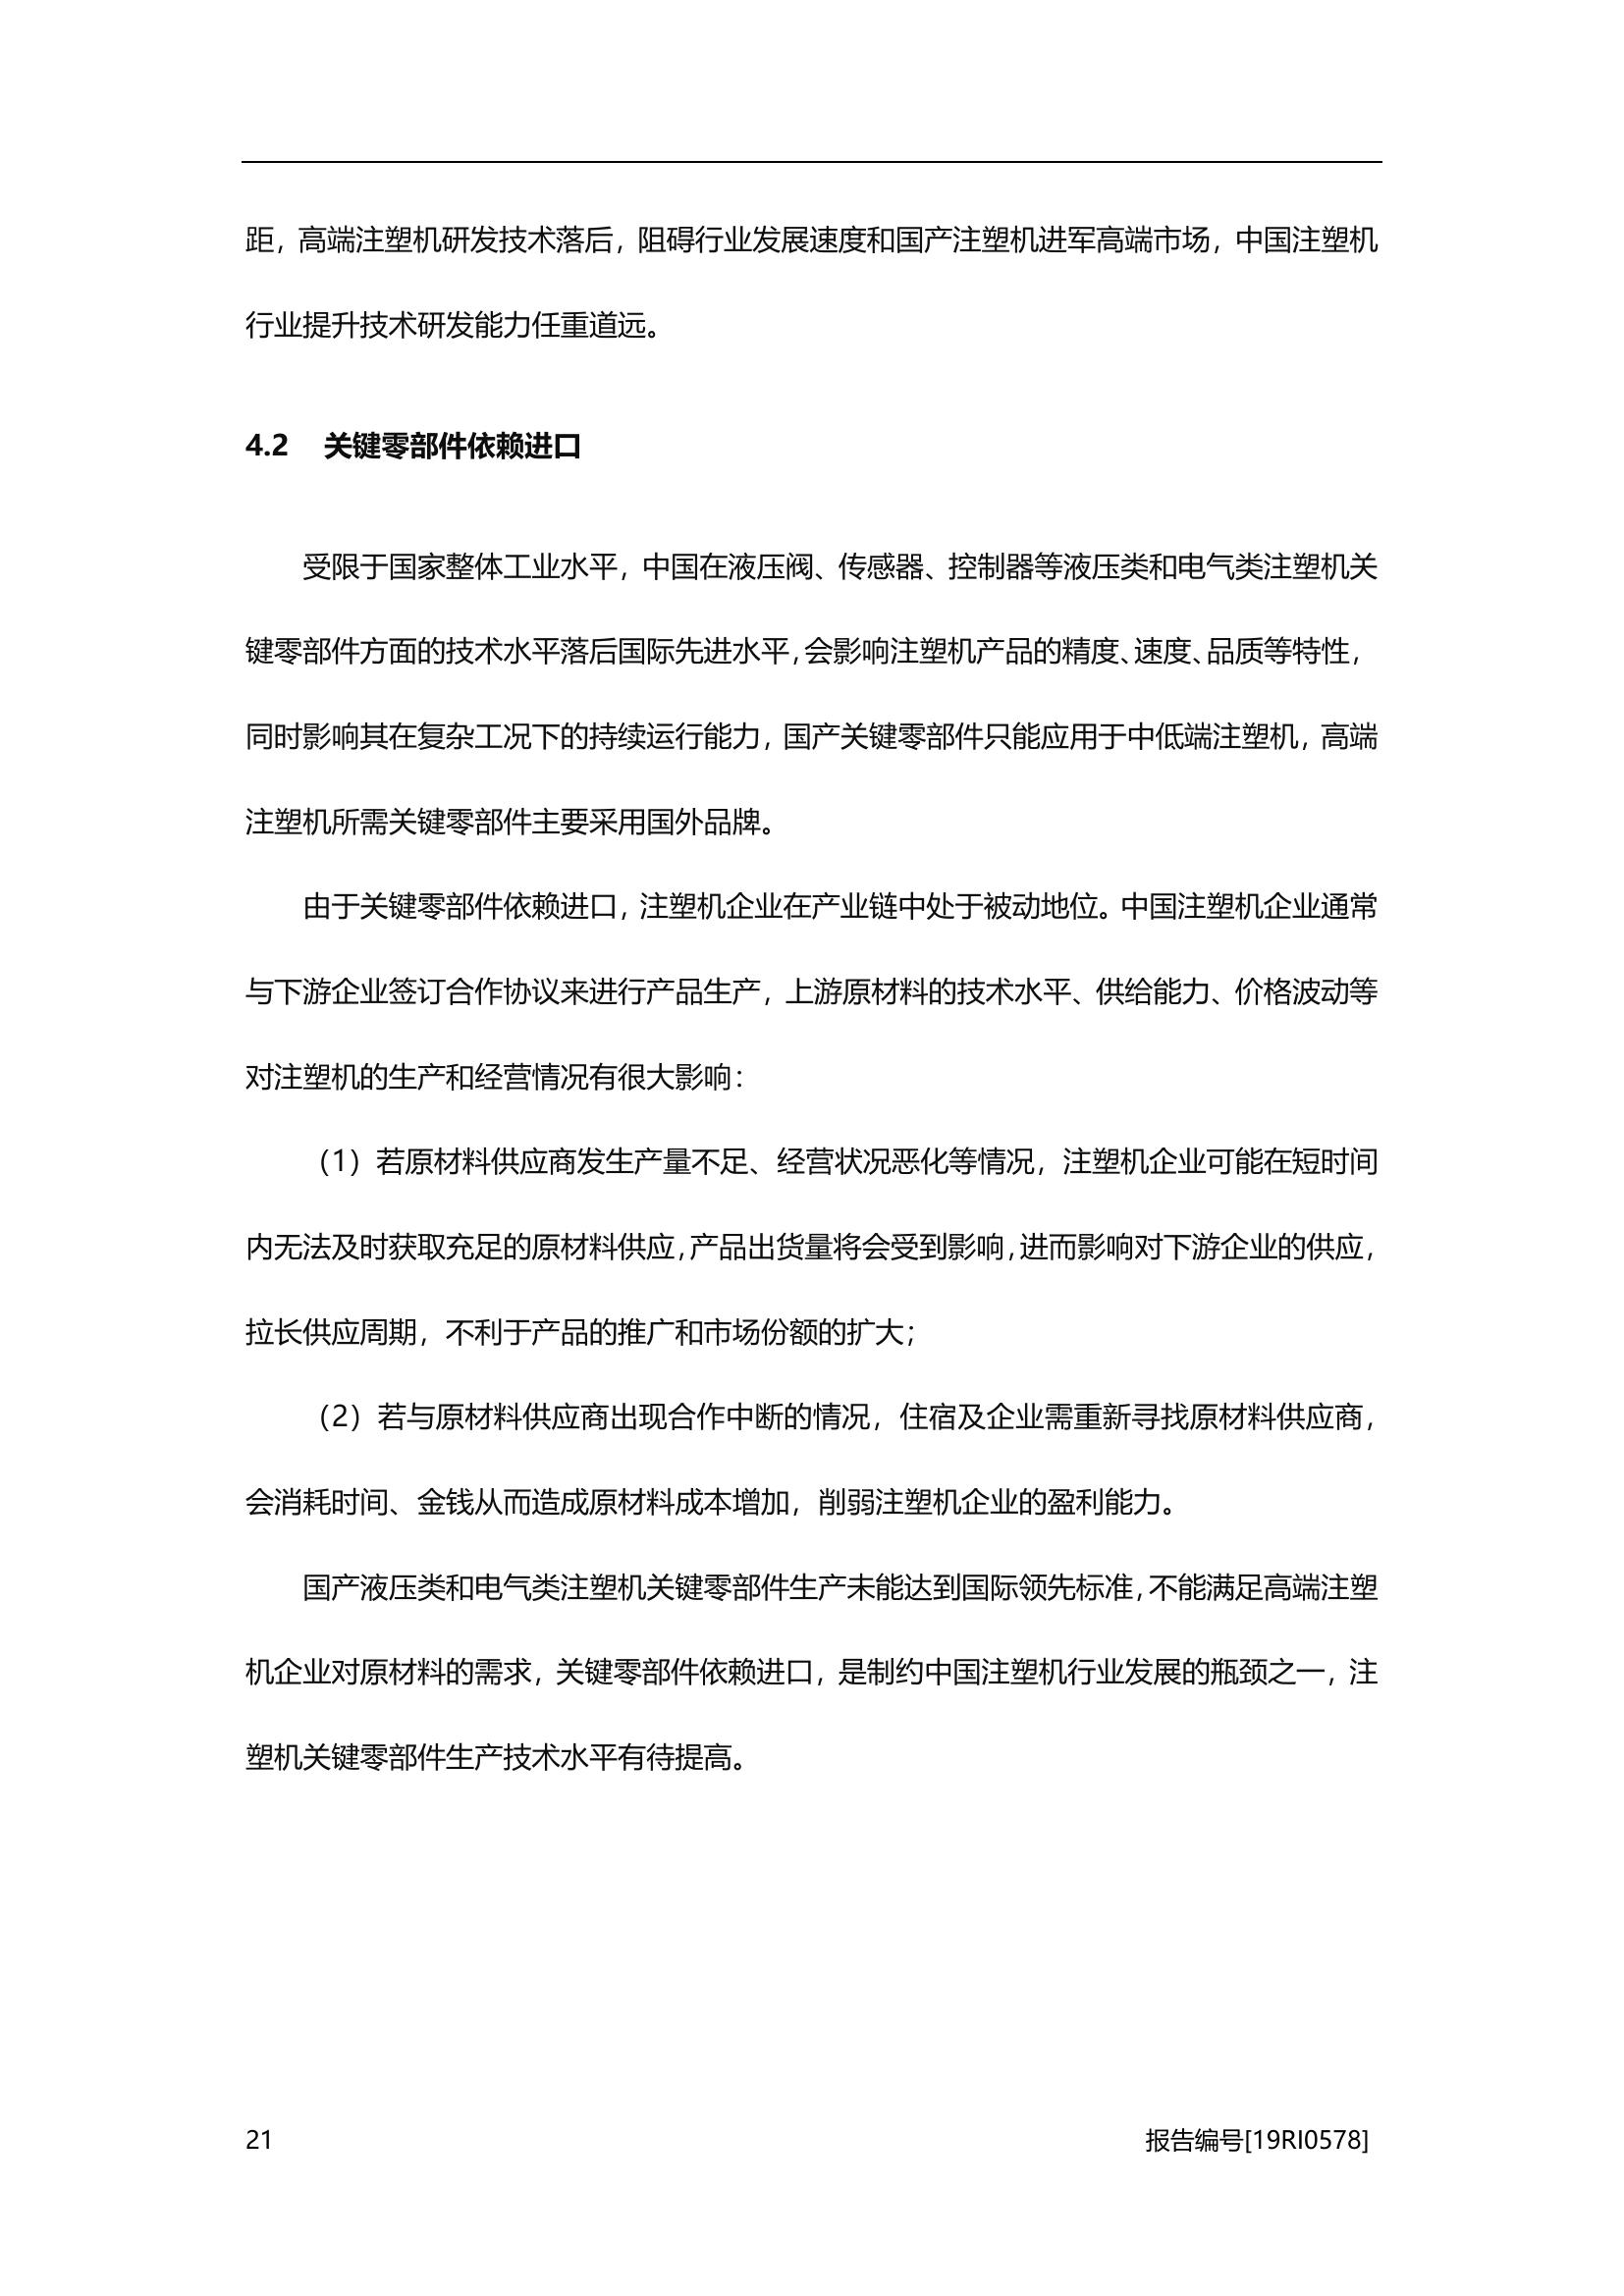 距，高端注塑机研发技术落后，阻碍行业发展速度和国产注塑机进军高端市场，中国注塑机
行业提升技术研发能力任重道远。
4.2 关键零部件依赖进口
受限于国家整体工业水平，中国在液压阀、传感器、控制器等液压类和电气类注塑机关
键零部件方面的技术水平落后国际先进水平，会影响注塑机产品的精度、速度、品质等特性，
同时影响其在复杂工况下的持续运行能力，国产关键零部件只能应用于中低端注塑机，高端
注塑机所需关键零部件主要采用国外品牌。
由于关键零部件依赖进口，注塑机企业在产业链中处于被动地位。中国注塑机企业通常
与下游企业签订合作协议来进行产品生产，上游原材料的技术水平、供给能力、价格波动等
对注塑机的生产和经营情况有很大影响：
（1）若原材料供应商发生产量不足、经营状况恶化等情况，注塑机企业可能在短时间
内无法及时获取充足的原材料供应，产品出货量将会受到影响，进而影响对下游企业的供应，
拉长供应周期，不利于产品的推广和市场份额的扩大；
（2）若与原材料供应商出现合作中断的情况，住宿及企业需重新寻找原材料供应商，
会消耗时间、金钱从而造成原材料成本增加，削弱注塑机企业的盈利能力。
国产液压类和电气类注塑机关键零部件生产未能达到国际领先标准，不能满足高端注塑
机企业对原材料的需求，关键零部件依赖进口，是制约中国注塑机行业发展的瓶颈之一，注
塑机关键零部件生产技术水平有待提高。
21 报告编号[19RI0578]